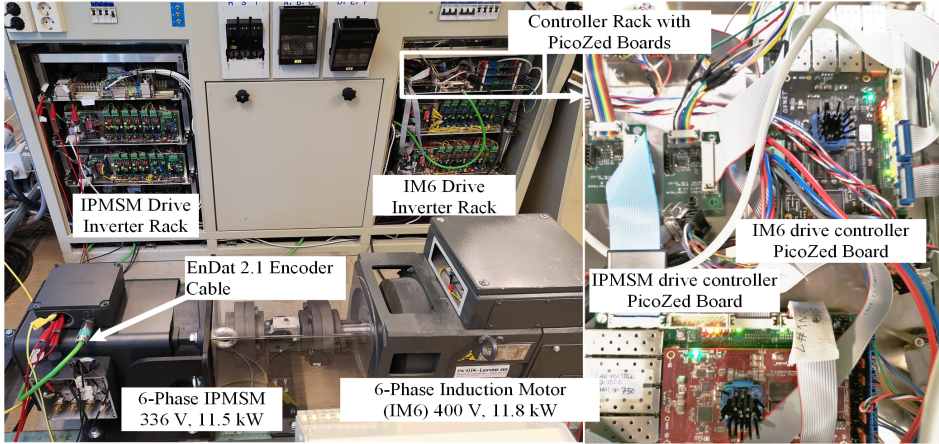 R S T
Controller Rack with
PicoZed Boards
IPMSM Drive
Inverter Rack
IM6 Drive
Inverter Rack
EnDat 2.1 Encoder
Cable
IM6 drive controller
PicoZed Board
IPMSM drive controller
PicoZed Board
6-Phase IPMSM
336 V, 11.5 kW
6-Phase Induction Motor
(IM6) 400 V, 11.8 kW